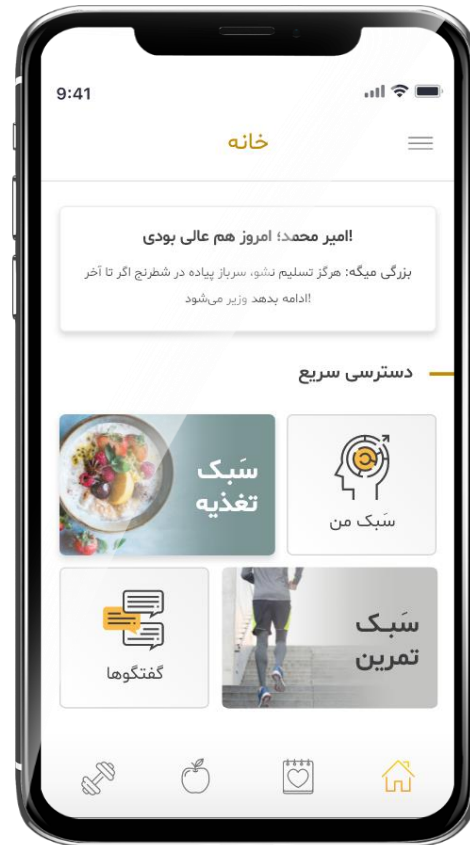 9:41
خانه
!امیر محمد؛ امروز هم عالی بودی
بزرگی میگه: هرگز تسلیم نشو، سرباز پیاده در شطرنج اگر تا آخر
!ادامه بدهد وزیر می‌شود
دسترسی سریع
سَبک من
سَبک
تغذیه
سَبک
تمرین
گفتگوها